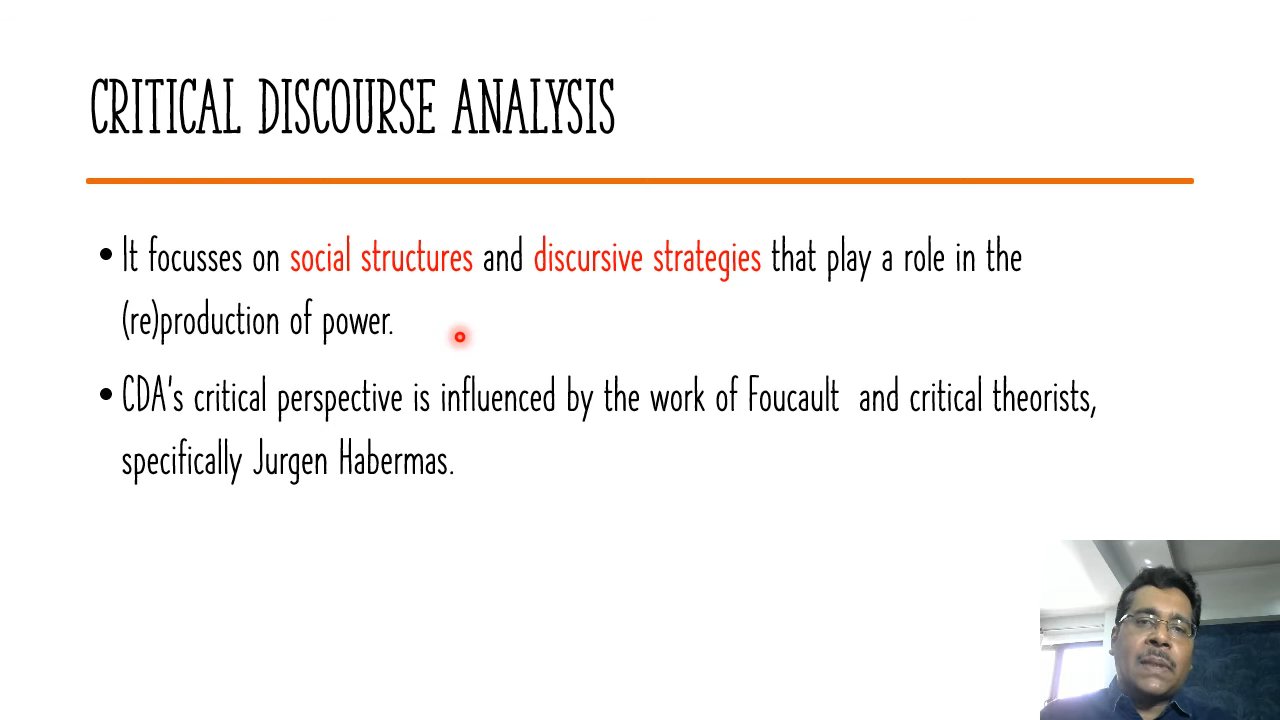 CRITICAL DISCOURSE ANALYSIS
• It focusses on social structures and discursive strategies that play a role in the
(re)production of power.
• CDA's critical perspective is influenced by the work of Foucault  and critical theorists,
specifically Jurgen Habermas.